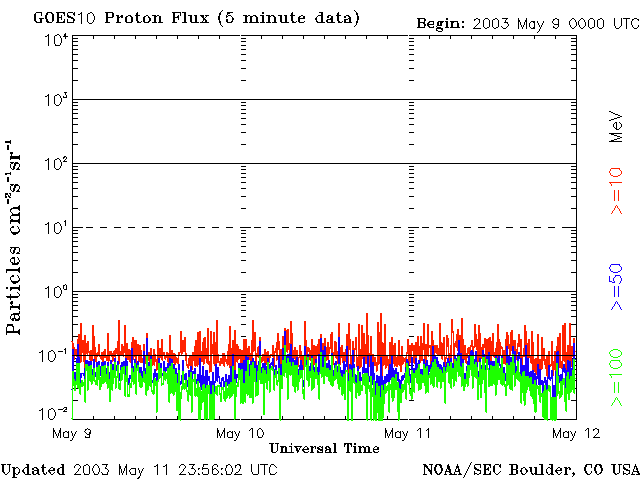 GOES10 Proton Flux (5 minute data) Begin: 2003 May 9 0000 UTC
10⁴
10³
10²
10¹
10⁰
10⁻¹
10⁻²
Particles cm⁻²s⁻¹sr⁻¹
MeV
>=10
>=50
>=100
May 9 May 10 May 11 May 12
Universal Time
Updated 2003 May 11 23:56:02 UTC NOAA/SEC Boulder, CO USA